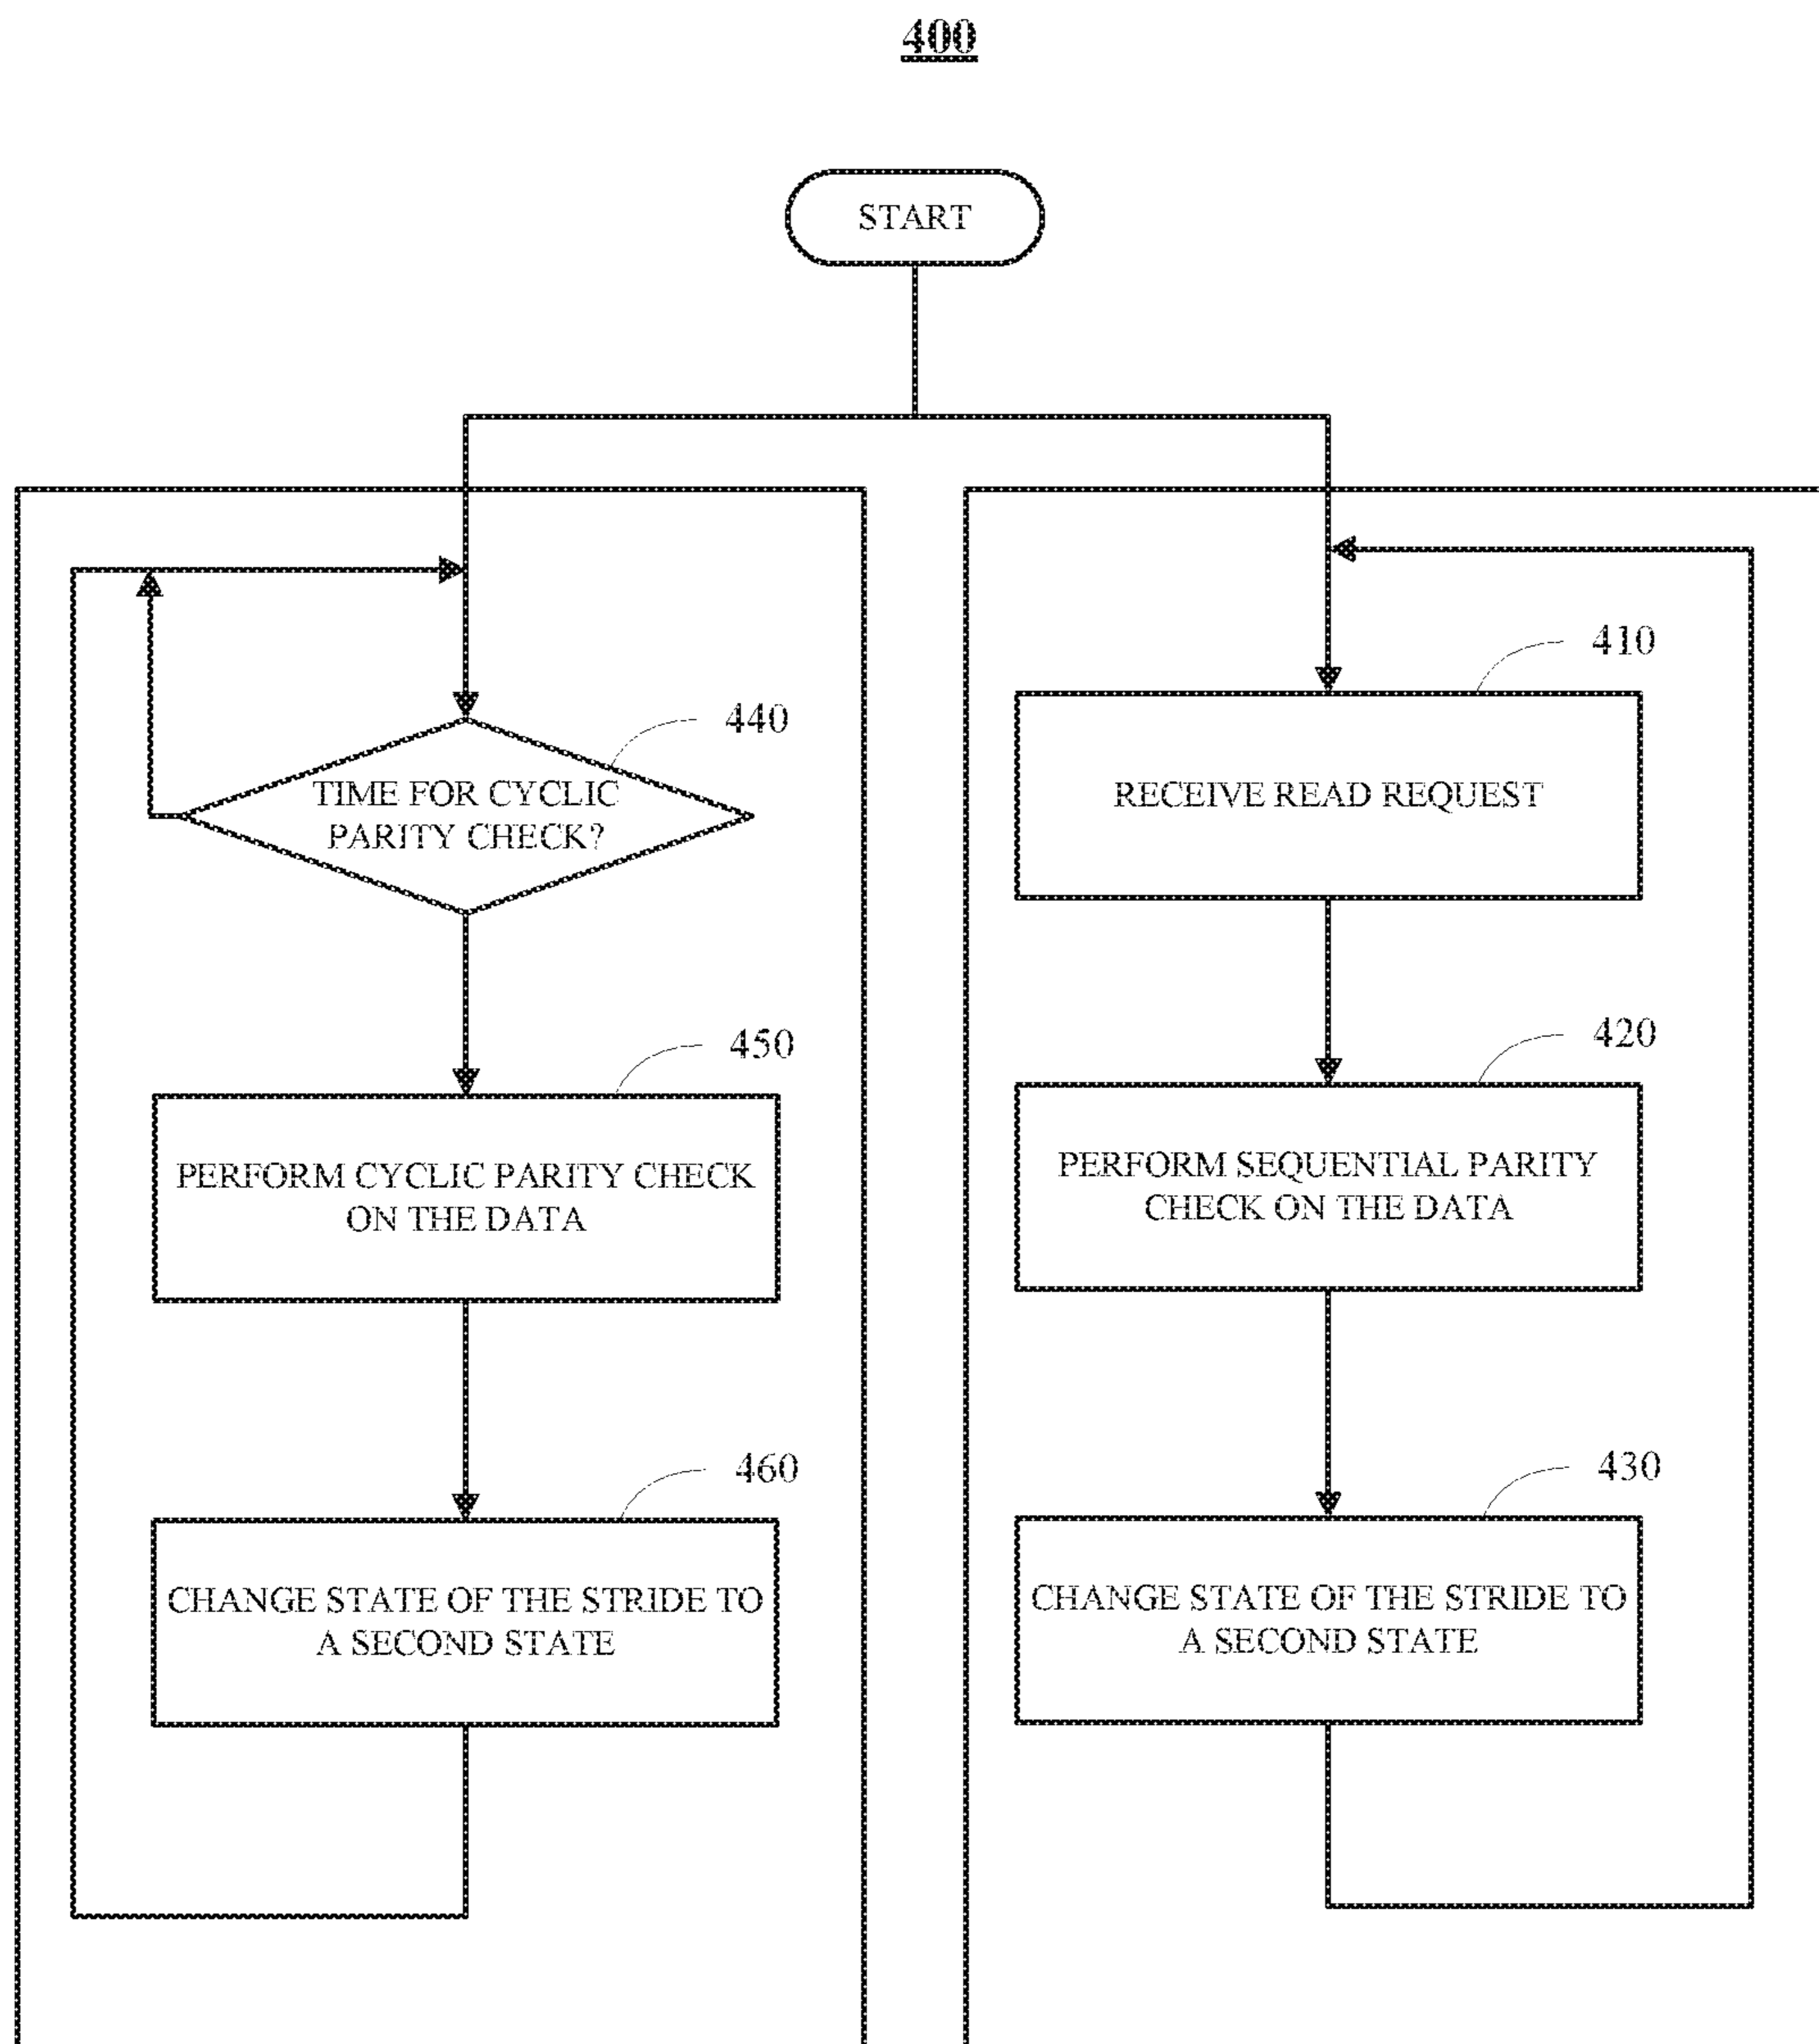 400
START
440
TIME FOR CYCLIC
PARITY CHECK?
450
PERFORM CYCLIC PARITY CHECK
ON THE DATA
460
CHANGE STATE OF THE STRIDE TO
A SECOND STATE
410
RECEIVE READ REQUEST
420
PERFORM SEQUENTIAL PARITY
CHECK ON THE DATA
430
CHANGE STATE OF THE STRIDE TO
A SECOND STATE